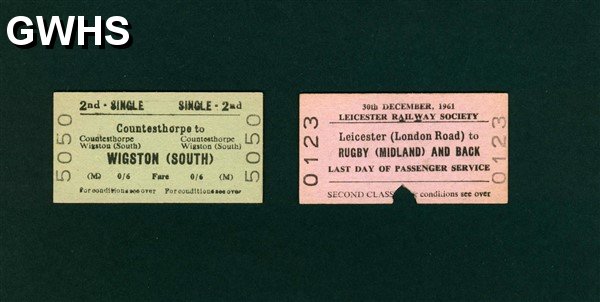 GWHS
2nd - SINGLE SINGLE - 2nd
Countesthorpe to
Countesthorpe Countesthorpe
Wigston (South) Wigston (South)
WIGSTON (SOUTH)
(M) 0/6 Fare 0/6 (M)
For conditions see over For conditions see over
5050
5050
30th DECEMBER, 1961
LEICESTER RAILWAY SOCIETY
Leicester (London Road) to
RUGBY (MIDLAND) AND BACK
LAST DAY OF PASSENGER SERVICE
SECOND CLASS conditions see over
0123
0123